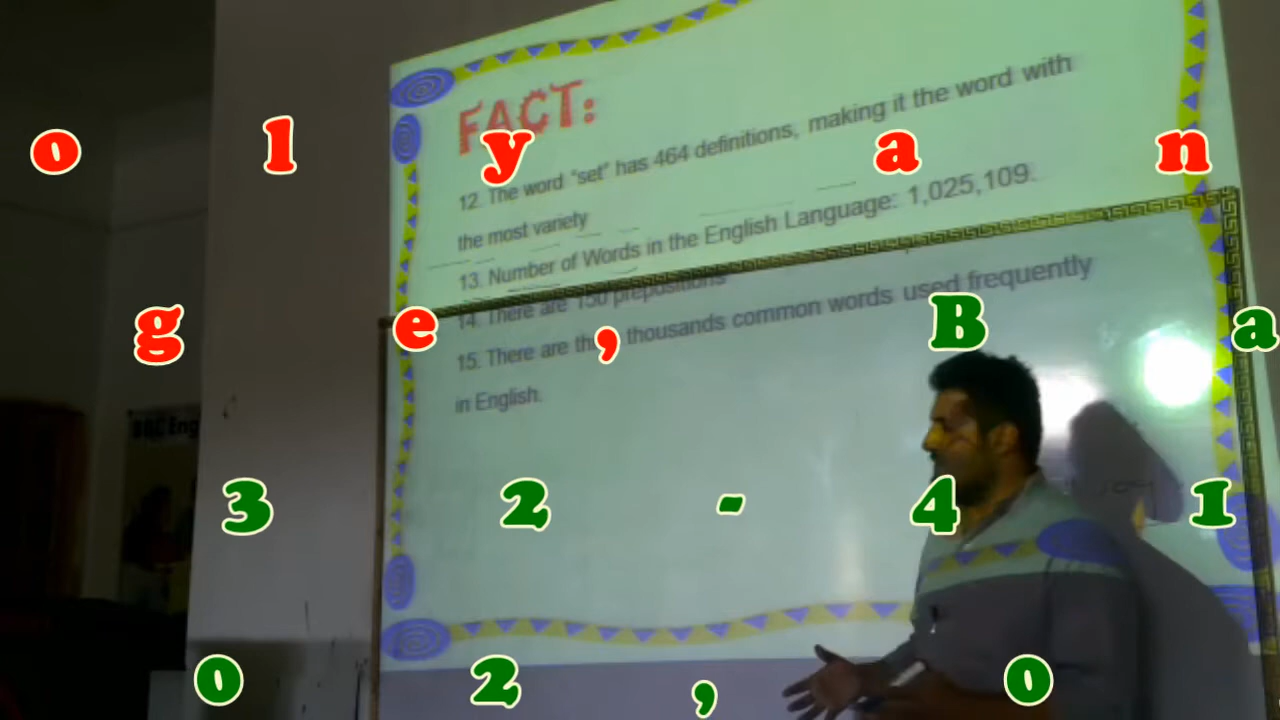 FACT:
12. The word "set" has 464 definitions, making it the word with
the most variety
13. Number of Words in the English Language: 1,025,109.
14. There are 150 prepositions
15. There are thousands common words used frequently
in English.
BBC Eng
o l y a n
g e , B a
3 2 - 4 1
0 2 , 0